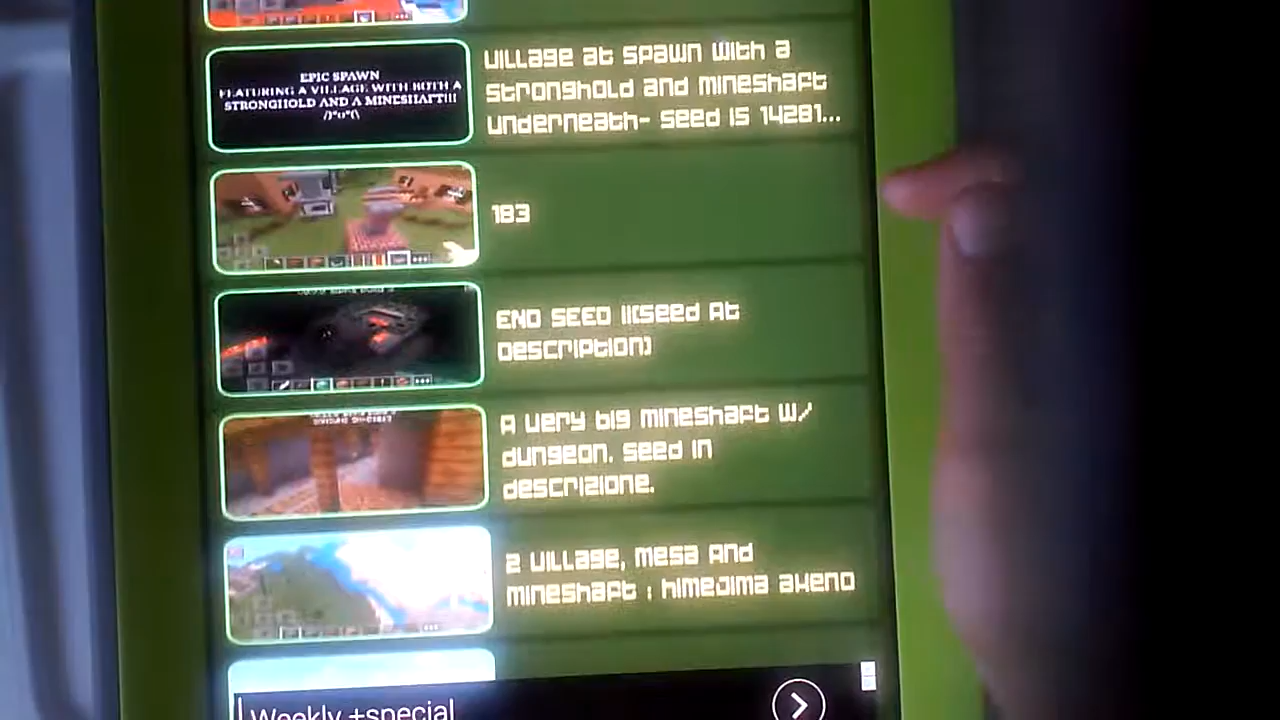 EPIC SPAWN
FEATURING A VILLAGE WITH BOTH A
STRONGHOLD AND A MINESHAFT!!!
Village at spawn with a
stronghold and mineshaft
underneath- seed is 14281...
183
END SEED !!(Seed At
Description)
A very big mineshaft w/
dungeon. seed in
descrizione.
2 Village, mesa and
mineshaft : himejima akeno
Weekly +special